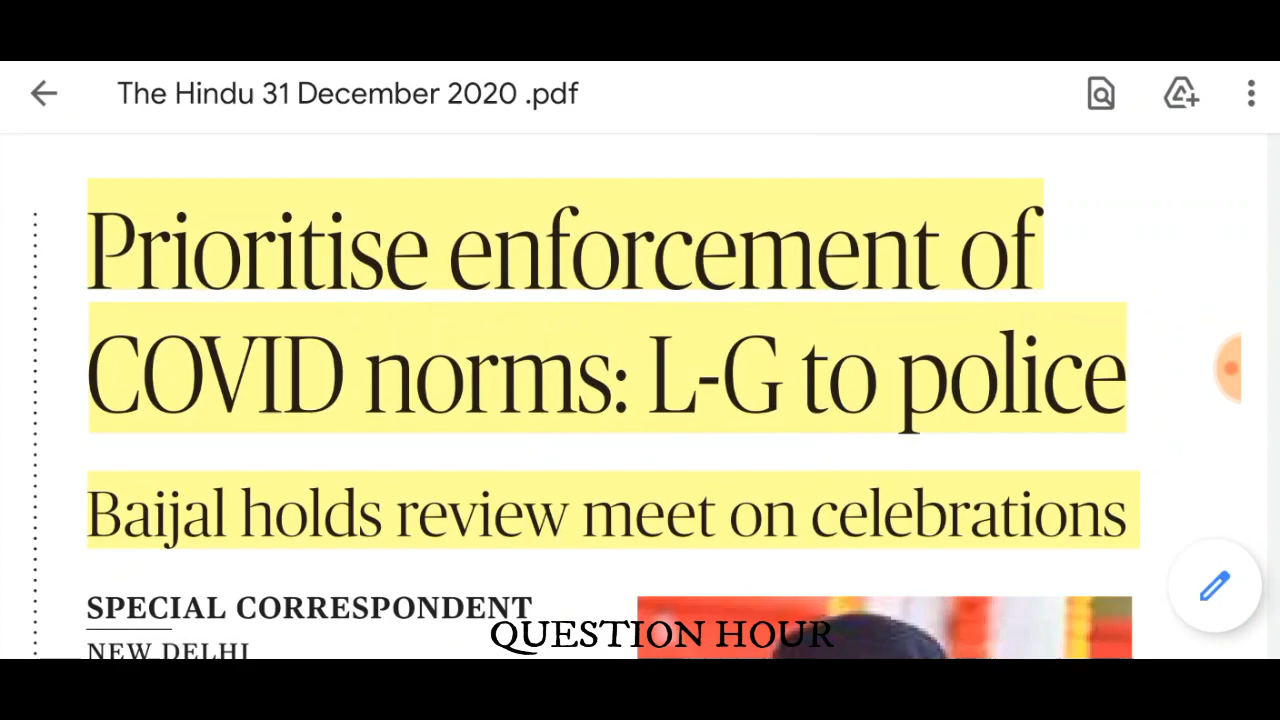 The Hindu 31 December 2020 .pdf
Prioritise enforcement of
COVID norms: L-G to police
Baijal holds review meet on celebrations
SPECIAL CORRESPONDENT
QUESTION HOUR
NEW DELHI